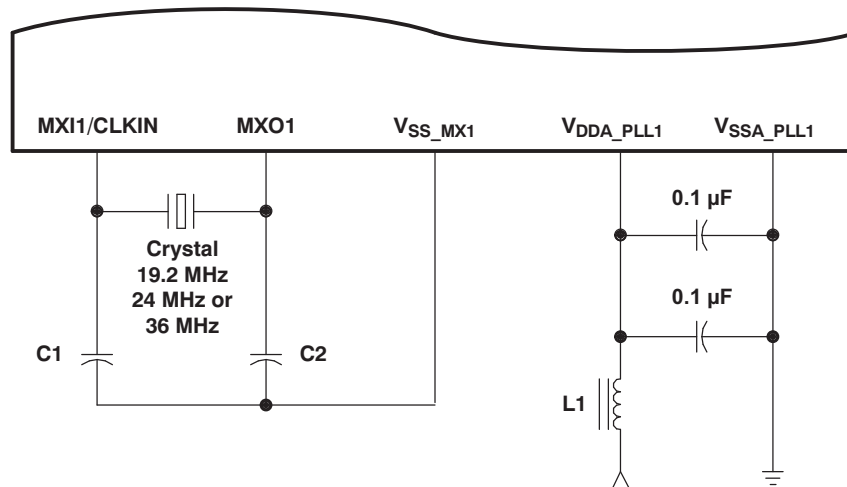 MXI1/CLKIN
MXO1
VSS_MX1
VDDA_PLL1
VSSA_PLL1
0.1 µF
Crystal
19.2 MHz
24 MHz or
36 MHz
0.1 µF
C1
C2
L1